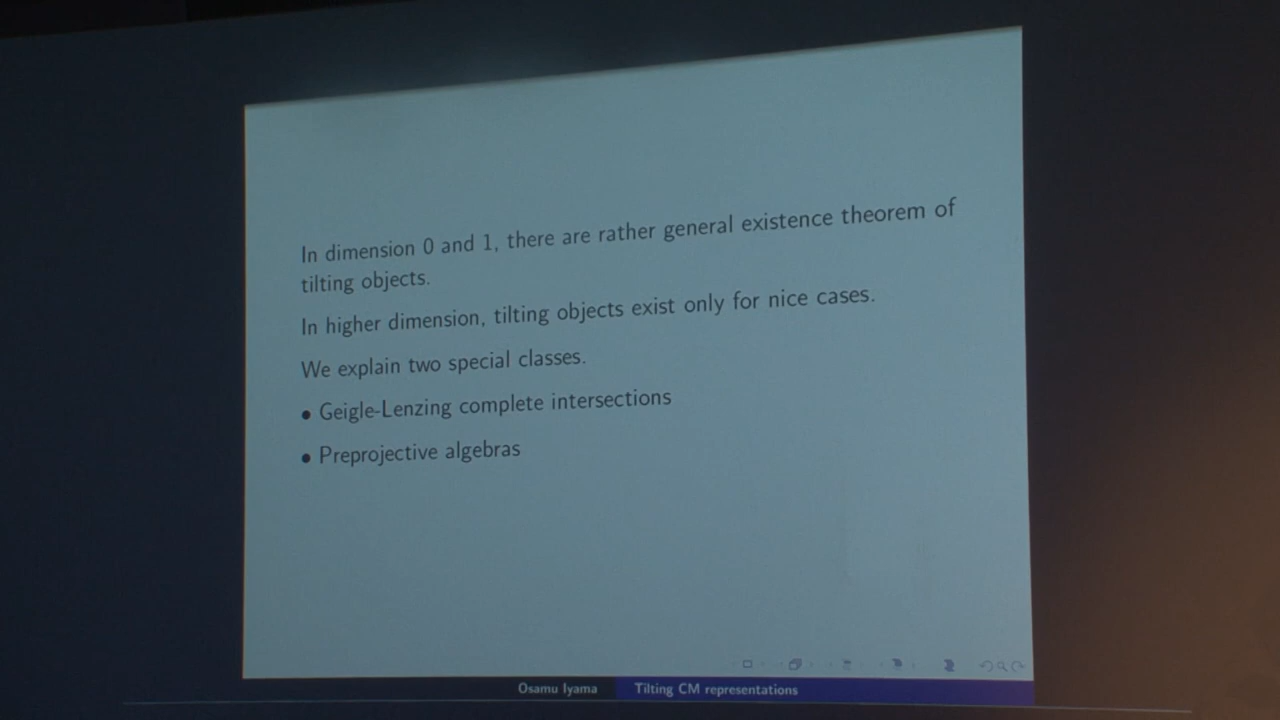 In dimension 0 and 1, there are rather general existence theorem of
tilting objects.
In higher dimension, tilting objects exist only for nice cases.
We explain two special classes.
• Geigle-Lenzing complete intersections
• Preprojective algebras
Osamu Iyama Tilting CM representations